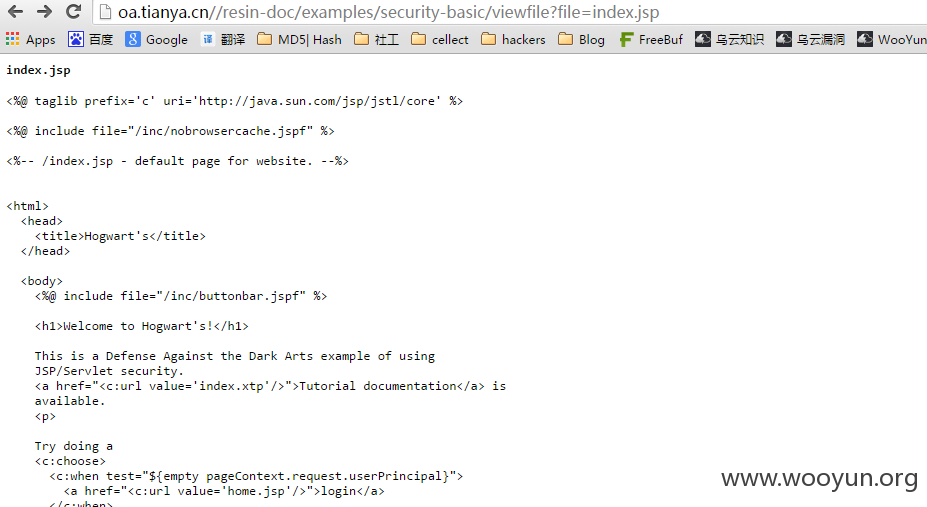 oa.tianya.cn//resin-doc/examples/security-basic/viewfile?file=index.jsp
Apps 百度 Google 译 翻译 MD5| Hash 社工 cellect hackers Blog FreeBuf 乌云知识 乌云漏洞 WooYun
index.jsp
<%@ taglib prefix='c' uri='http://java.sun.com/jsp/jstl/core' %>
<%@ include file="/inc/nobrowsercache.jspf" %>
<%-- /index.jsp - default page for website. --%>
<html>
<head>
<title>Hogwart's</title>
</head>
<body>
<%@ include file="/inc/buttonbar.jspf" %>
<h1>Welcome to Hogwart's!</h1>
This is a Defense Against the Dark Arts example of using
JSP/Servlet security.
<a href="<c:url value='index.xtp'/>">Tutorial documentation</a> is
available.
<p>
Try doing a
<c:choose>
<c:when test="${empty pageContext.request.userPrincipal}">
<a href="<c:url value='home.jsp'/>">login</a>
</c:when>
www.wooyun.org